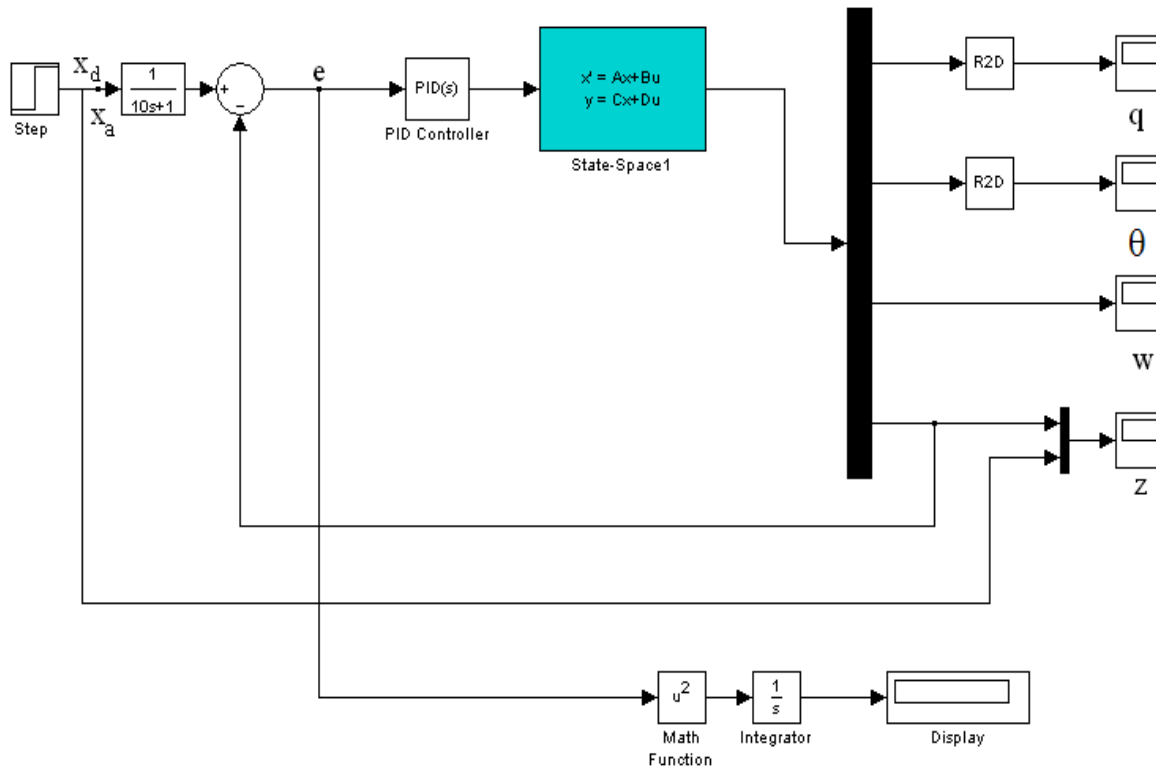 x_d
x_a
Step
1
10s+1
+
−
e
PID(s)
PID Controller
x' = Ax+Bu
y = Cx+Du
State-Space1
R2D
q
R2D
θ
w
z
u²
Math
Function
1
s
Integrator
Display